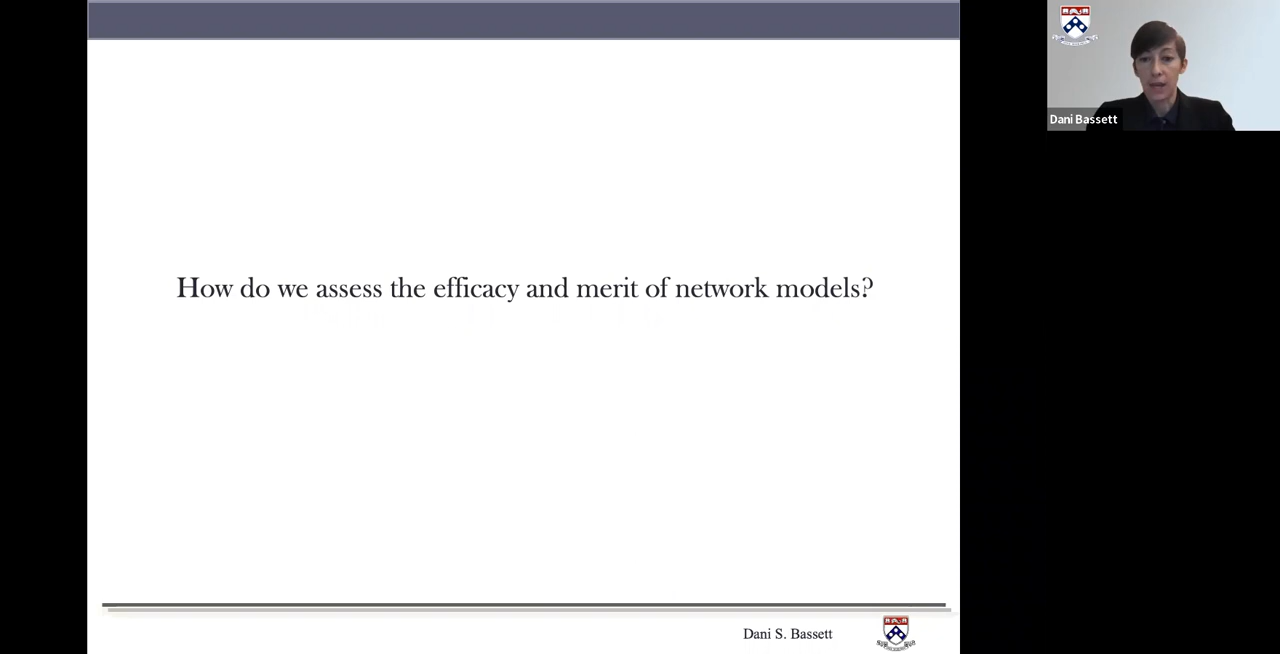 Dani Bassett
How do we assess the efficacy and merit of network models?
Dani S. Bassett